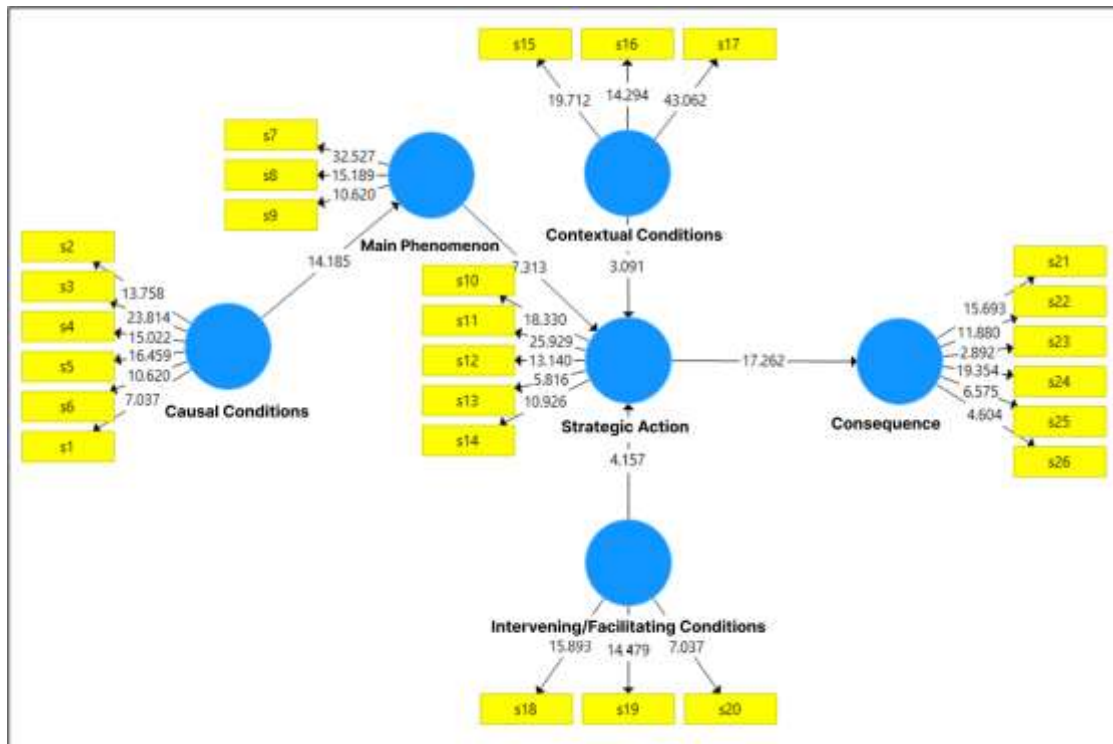 s15
s16
s17
19.712
14.294
43.062
s7
s8
s9
32.527
15.189
10.620
Main Phenomenon
Contextual Conditions
14.185
7.313
3.091
s2
s3
s4
s5
s6
s1
13.758
23.814
15.022
16.459
10.620
7.037
Causal Conditions
s10
s11
s12
s13
s14
18.330
25.929
13.140
5.816
10.926
Strategic Action
17.262
Consequence
15.693
11.880
2.892
19.354
6.575
4.604
s21
s22
s23
s24
s25
s26
4.157
Intervening/Facilitating Conditions
15.893
14.479
7.037
s18
s19
s20